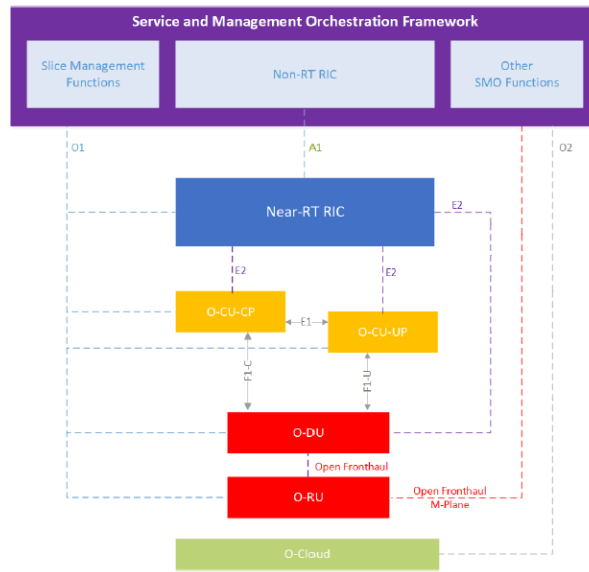 Service and Management Orchestration Framework
Slice Management
Functions
Non-RT RIC
Other
SMO Functions
O1
A1
O2
Near-RT RIC
E2
E2
E2
O-CU-CP
E1
O-CU-UP
F1-C
F1-U
O-DU
Open Fronthaul
O-RU
Open Fronthaul
M-Plane
O-Cloud